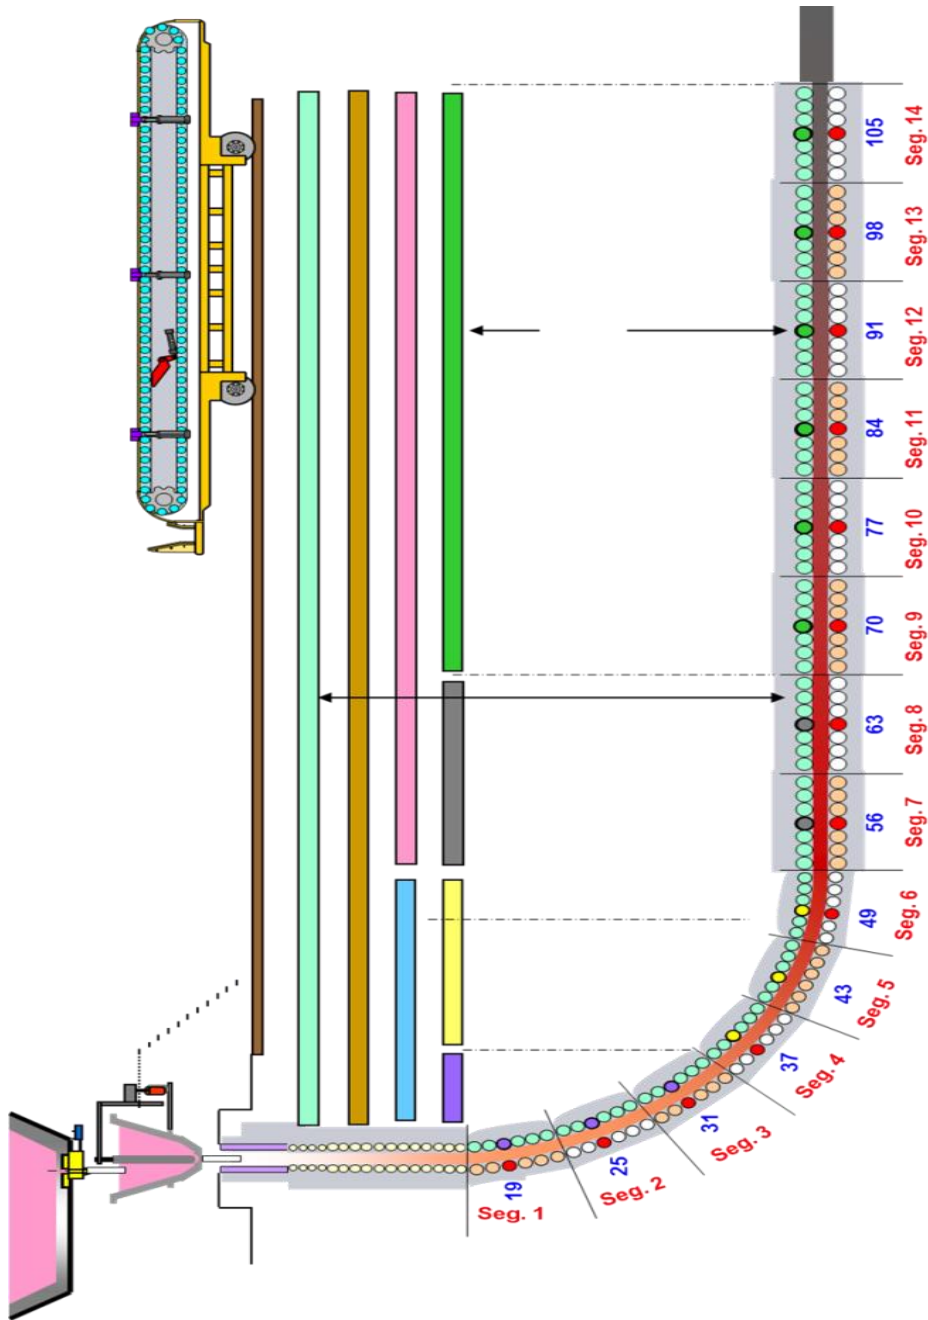 105
Seg. 14
98
Seg. 13
91
Seg. 12
84
Seg. 11
77
Seg. 10
70
Seg. 9
63
Seg. 8
56
Seg. 7
49
Seg. 6
43
Seg. 5
37
Seg. 4
31
Seg. 3
25
Seg. 2
19
Seg. 1